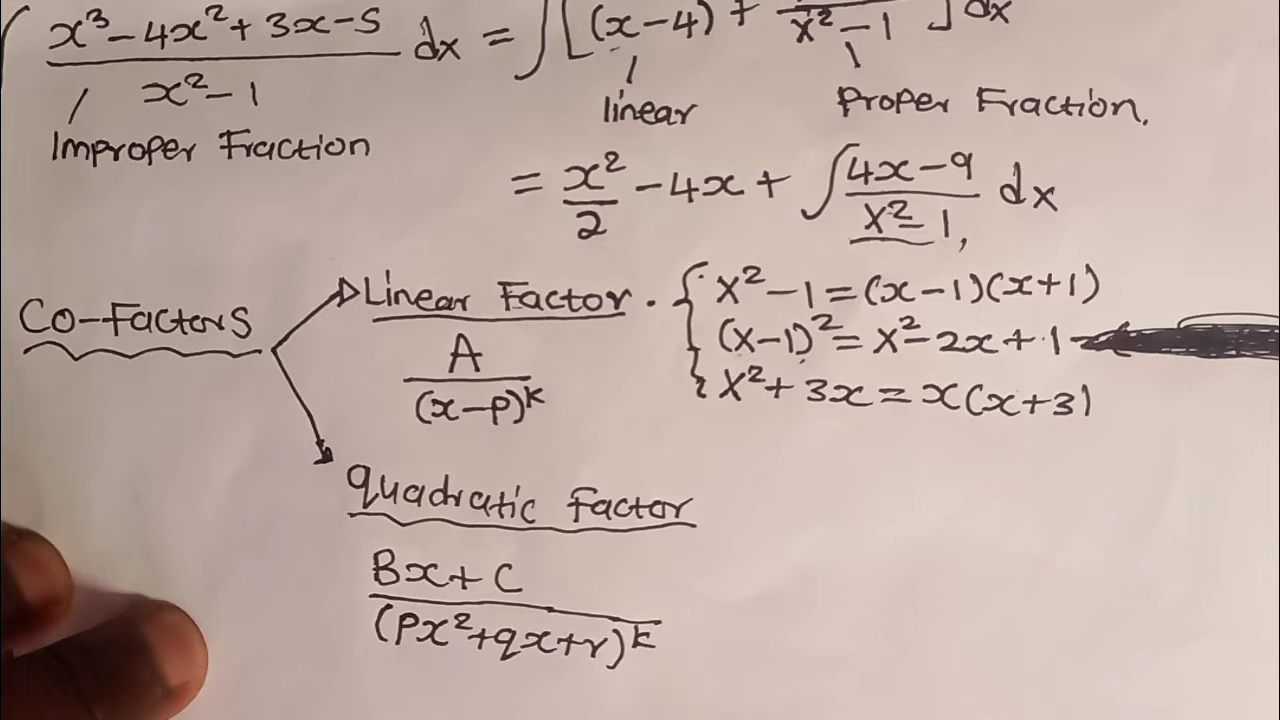 ∫ x³ – 4x² + 3x – 5 / x² – 1 dx = ∫ [(x – 4) + / x² – 1 ] dx
Improper Fraction
linear
Proper Fraction.
= x²/2 – 4x + ∫ 4x – 9 / x² – 1, dx
Co-Factors
Linear Factor.
A / (x – p)ᵏ
{ x² – 1 = (x – 1)(x + 1)
(x – 1)² = x² – 2x + 1
x² + 3x = x(x + 3)
Quadratic Factor
Bx + C / (Px² + qx + r)ᵏ